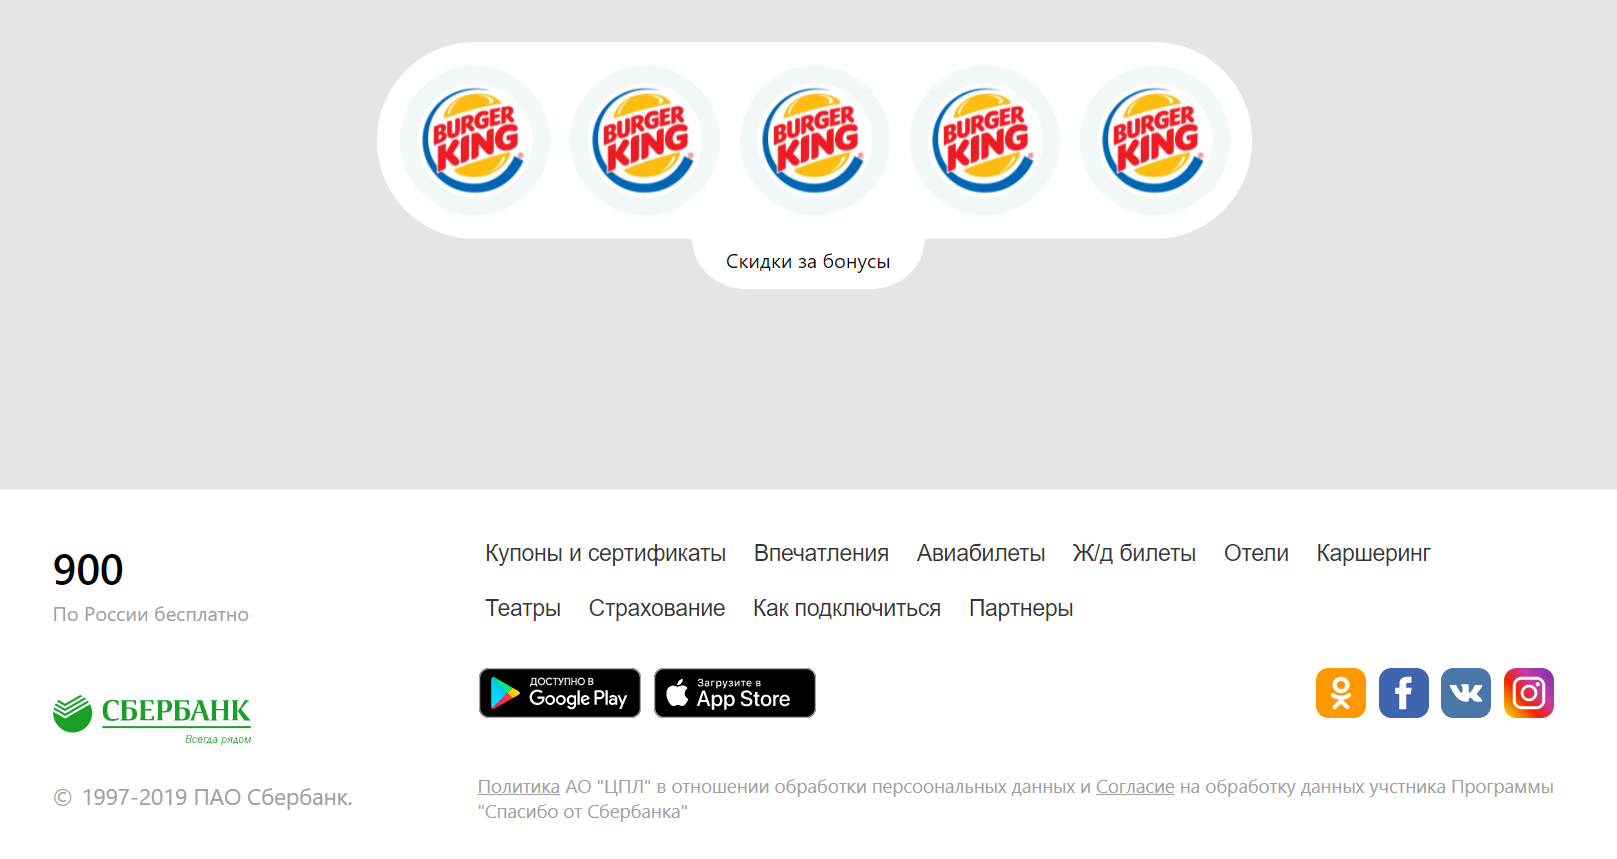 BURGER KING BURGER KING BURGER KING BURGER KING BURGER KING
Скидки за бонусы
900
По России бесплатно
СБЕРБАНК
Всегда рядом
© 1997-2019 ПАО Сбербанк.
Купоны и сертификаты Впечатления Авиабилеты Ж/д билеты Отели Каршеринг
Театры Страхование Как подключиться Партнеры
ДОСТУПНО В
Google Play
Загрузите в
App Store
Политика АО "ЦПЛ" в отношении обработки персоональных данных и Согласие на обработку данных учстника Программы
"Спасибо от Сбербанка"